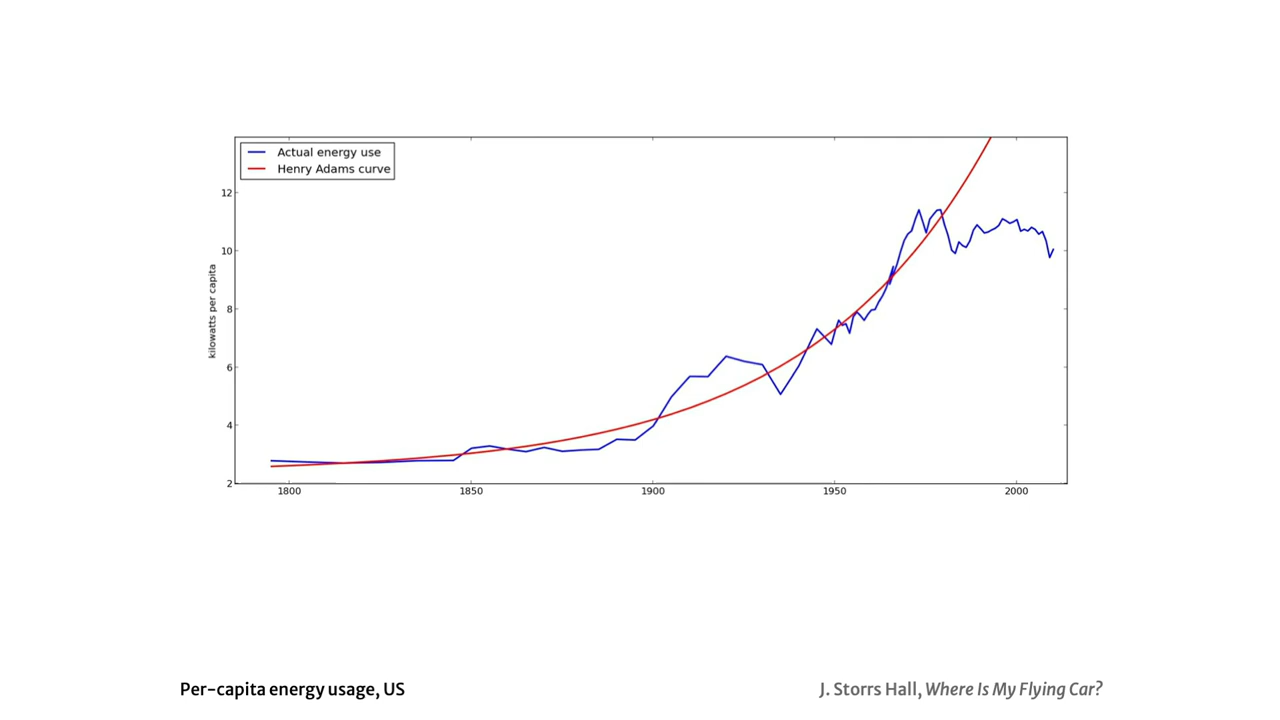 Actual energy use
Henry Adams curve
12
10
8
6
4
2
kilowatts per capita
1800 1850 1900 1950 2000
Per-capita energy usage, US
J. Storrs Hall, Where Is My Flying Car?